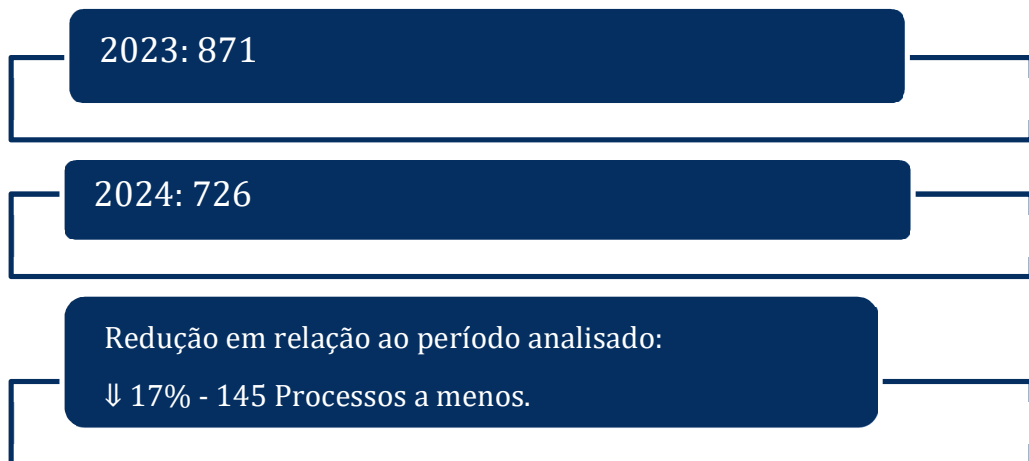 2023: 871
2024: 726
Redução em relação ao período analisado:
⇓ 17% - 145 Processos a menos.